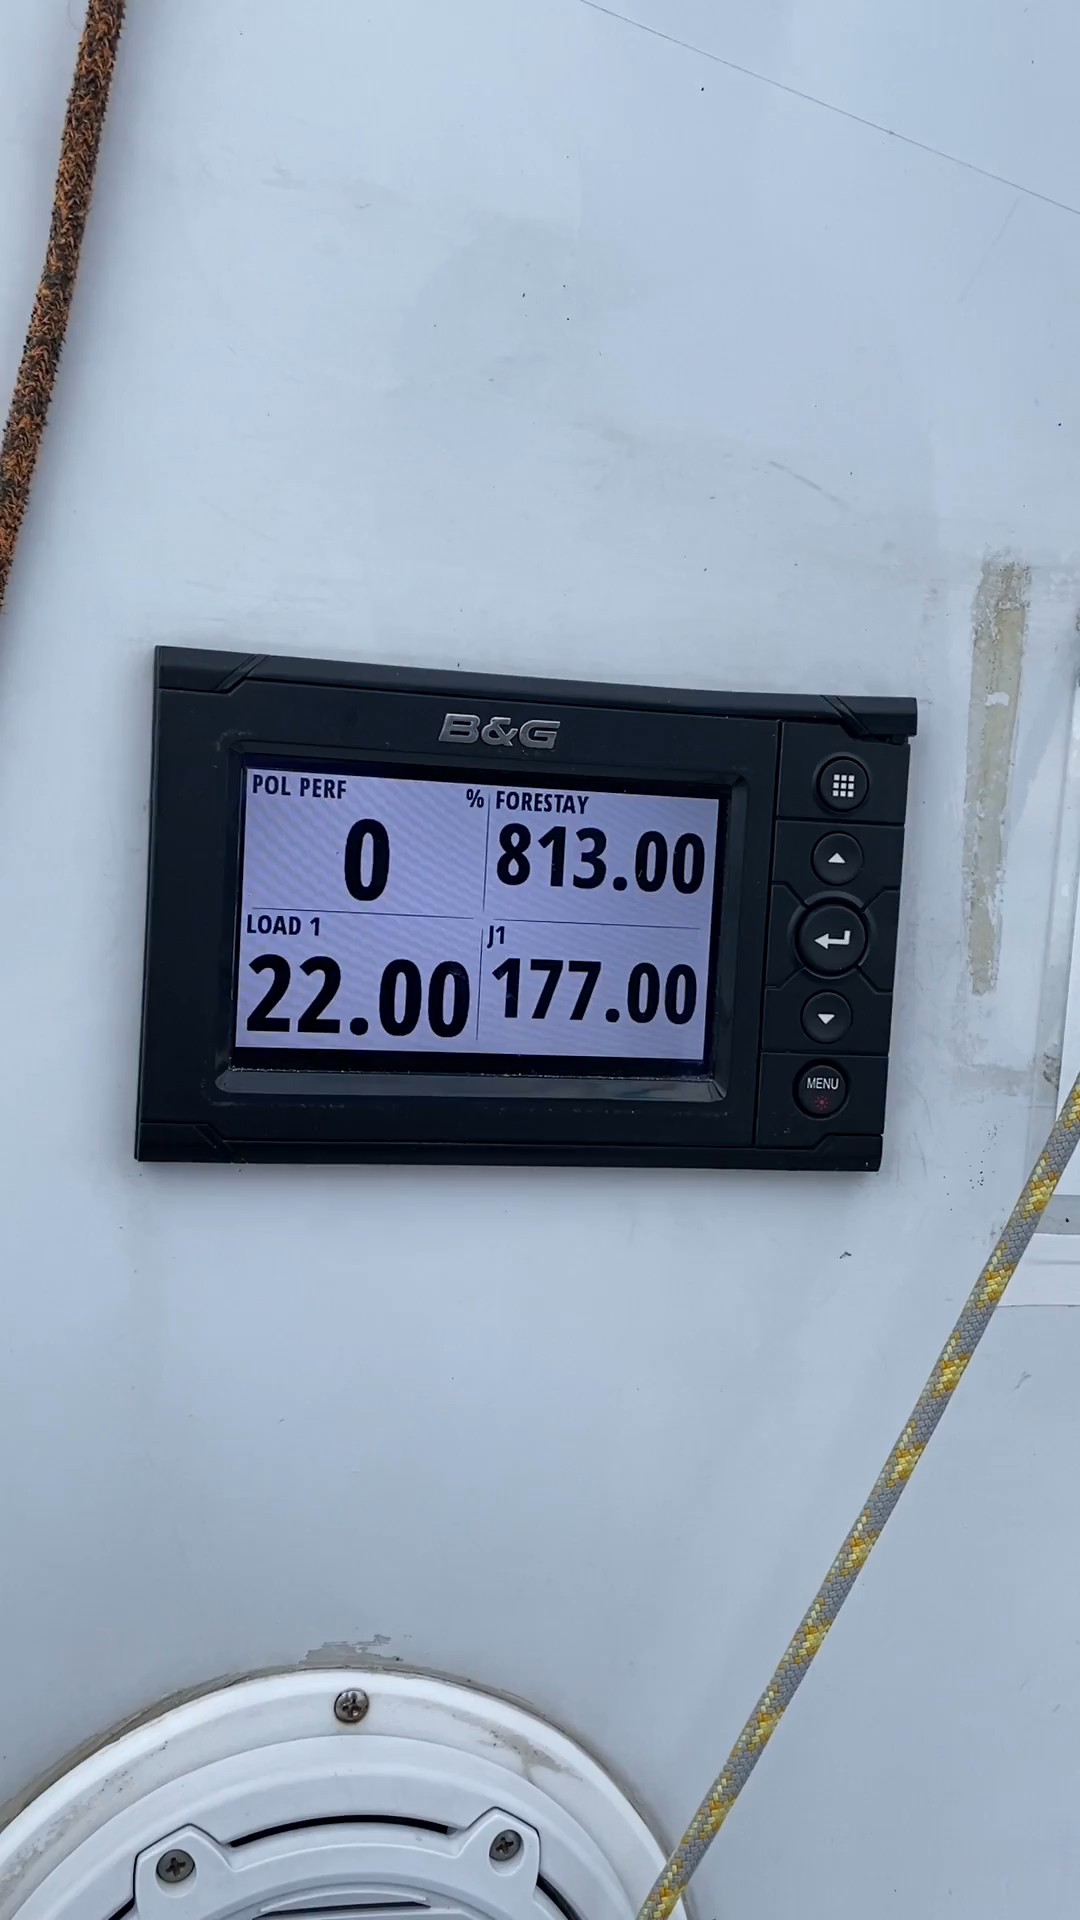 B&G
POL PERF %
0
FORESTAY
813.00
LOAD 1
22.00
J1
177.00
MENU